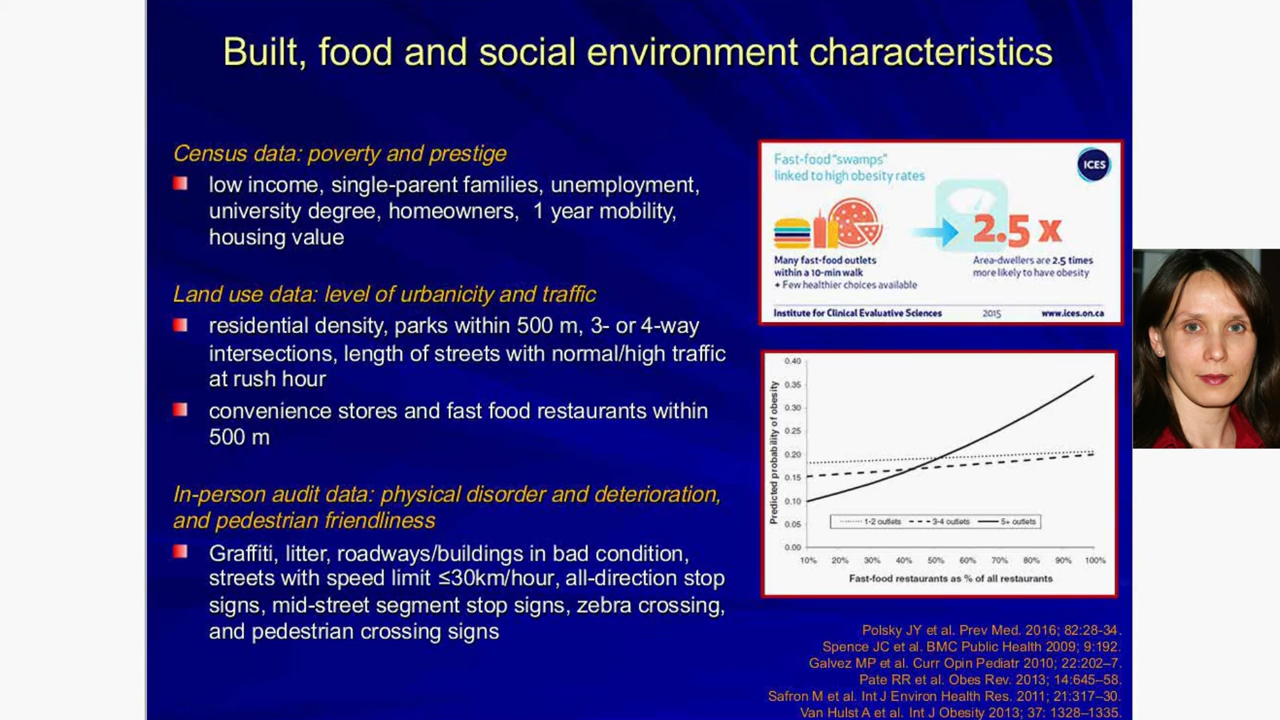 Built, food and social environment characteristics
Census data: poverty and prestige
low income, single-parent families, unemployment,
university degree, homeowners, 1 year mobility,
housing value
Land use data: level of urbanicity and traffic
residential density, parks within 500 m, 3- or 4-way
intersections, length of streets with normal/high traffic
at rush hour
convenience stores and fast food restaurants within
500 m
In-person audit data: physical disorder and deterioration,
and pedestrian friendliness
Graffiti, litter, roadways/buildings in bad condition,
streets with speed limit ≤30km/hour, all-direction stop
signs, mid-street segment stop signs, zebra crossing,
and pedestrian crossing signs
Fast-food "swamps"
linked to high obesity rates
ICES
2.5 x
Many fast-food outlets
within a 10-min walk
+ Few healthier choices available
Area-dwellers are 2.5 times
more likely to have obesity
Institute for Clinical Evaluative Sciences 2015 www.ices.on.ca
Predicted probability of obesity
0.40
0.35
0.30
0.25
0.20
0.15
0.10
0.05
0.00
1-2 outlets 3-4 outlets 5+ outlets
10% 20% 30% 40% 50% 60% 70% 80% 90% 100%
Fast-food restaurants as % of all restaurants
Polsky JY et al. Prev Med. 2016; 82:28-34.
Spence JC et al. BMC Public Health 2009; 9:192.
Galvez MP et al. Curr Opin Pediatr 2010; 22:202–7.
Pate RR et al. Obes Rev. 2013; 14:645–58.
Safron M et al. Int J Environ Health Res. 2011; 21:317–30.
Van Hulst A et al. Int J Obesity 2013; 37: 1328–1335.